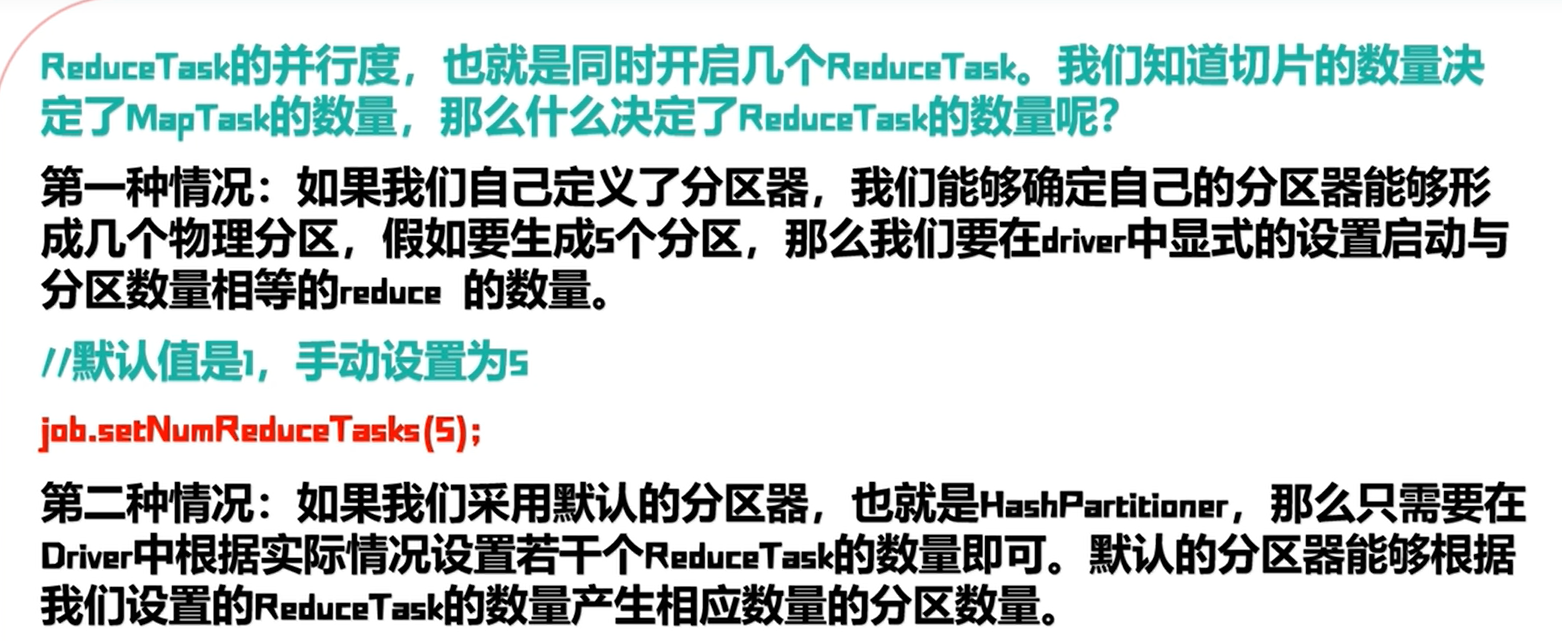 ReduceTask的并行度，也就是同时开启几个ReduceTask。我们知道切片的数量决
定了MapTask的数量，那么什么决定了ReduceTask的数量呢？
第一种情况：如果我们自己定义了分区器，我们能够确定自己的分区器能够形
成几个物理分区，假如要生成5个分区，那么我们要在driver中显式的设置启动与
分区数量相等的reduce 的数量。
//默认值是1，手动设置为5
job.setNumReduceTasks(5);
第二种情况：如果我们采用默认的分区器，也就是HashPartitioner，那么只需要在
Driver中根据实际情况设置若干个ReduceTask的数量即可。默认的分区器能够根据
我们设置的ReduceTask的数量产生相应数量的分区数量。